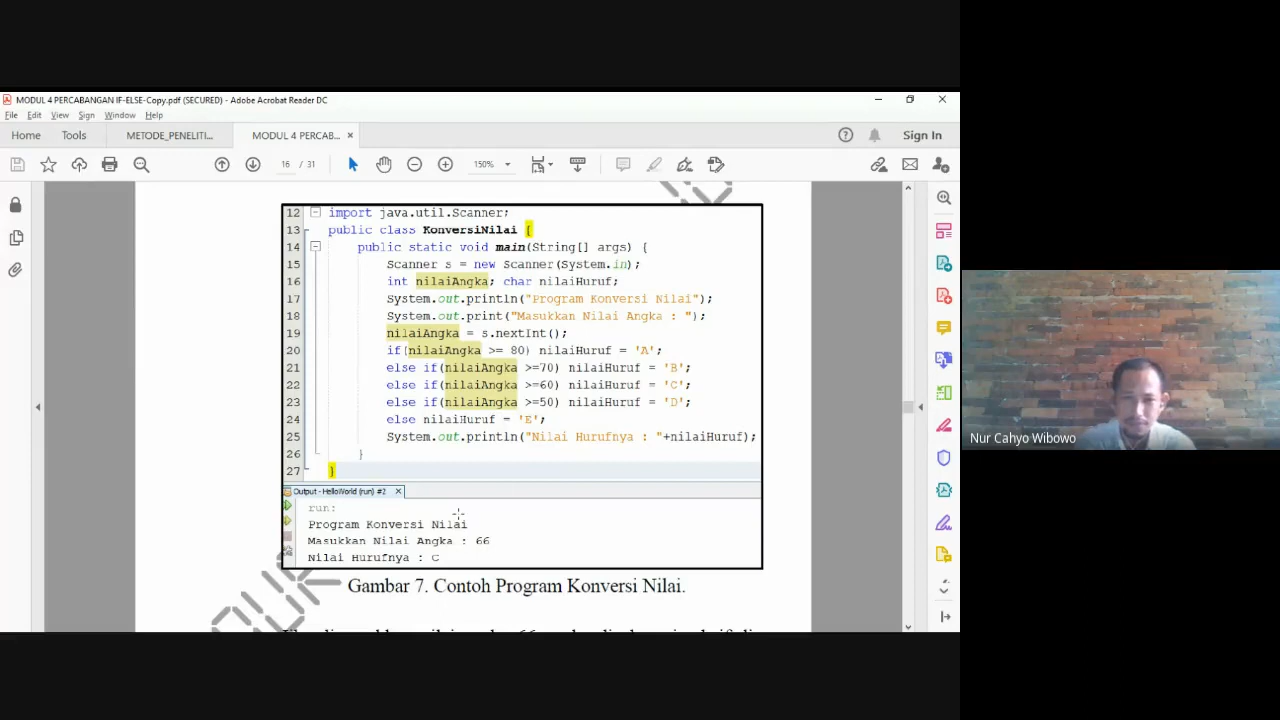 MODUL 4 PERCABANGAN IF-ELSE-Copy.pdf (SECURED) - Adobe Acrobat Reader DC
File Edit View Sign Window Help
Home Tools METODE_PENELITI... MODUL 4 PERCAB... × Sign In
16 / 31 150%
12 import java.util.Scanner;
13 public class KonversiNilai {
14 public static void main(String[] args) {
15 Scanner s = new Scanner(System.in);
16 int nilaiAngka; char nilaiHuruf;
17 System.out.println("Program Konversi Nilai");
18 System.out.print("Masukkan Nilai Angka : ");
19 nilaiAngka = s.nextInt();
20 if(nilaiAngka >= 80) nilaiHuruf = 'A';
21 else if(nilaiAngka >=70) nilaiHuruf = 'B';
22 else if(nilaiAngka >=60) nilaiHuruf = 'C';
23 else if(nilaiAngka >=50) nilaiHuruf = 'D';
24 else nilaiHuruf = 'E';
25 System.out.println("Nilai Hurufnya : "+nilaiHuruf);
26 }
27 }
Output - HelloWorld (run) #2 ×
run:
Program Konversi Nilai
Masukkan Nilai Angka : 66
Nilai Hurufnya : C
Gambar 7. Contoh Program Konversi Nilai.
Nur Cahyo Wibowo